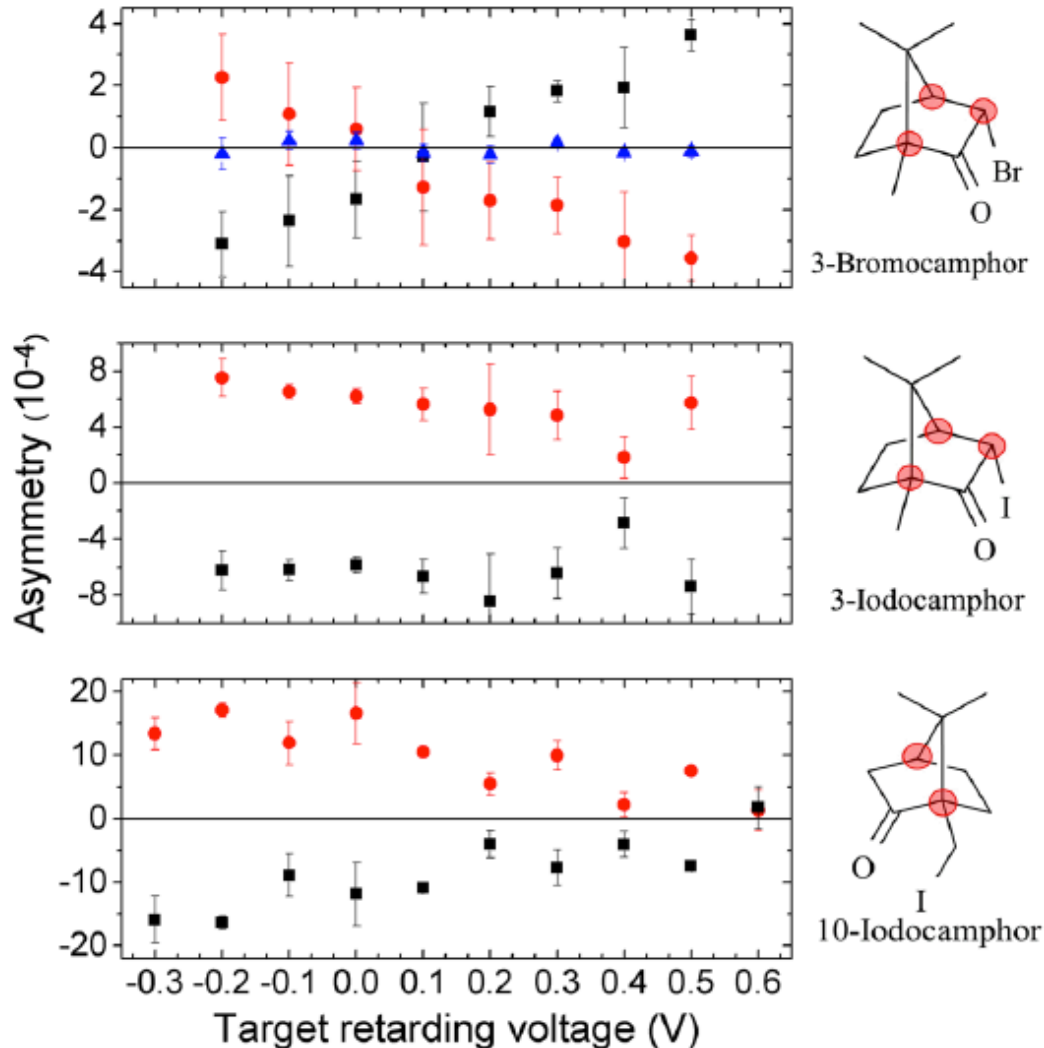 4
2
0
-2
-4
Br
O
3-Bromocamphor
8
4
0
-4
-8
I
O
3-Iodocamphor
Asymmetry (10-4)
20
10
0
-10
-20
O
I
10-Iodocamphor
-0.3 -0.2 -0.1 0.0 0.1 0.2 0.3 0.4 0.5 0.6
Target retarding voltage (V)